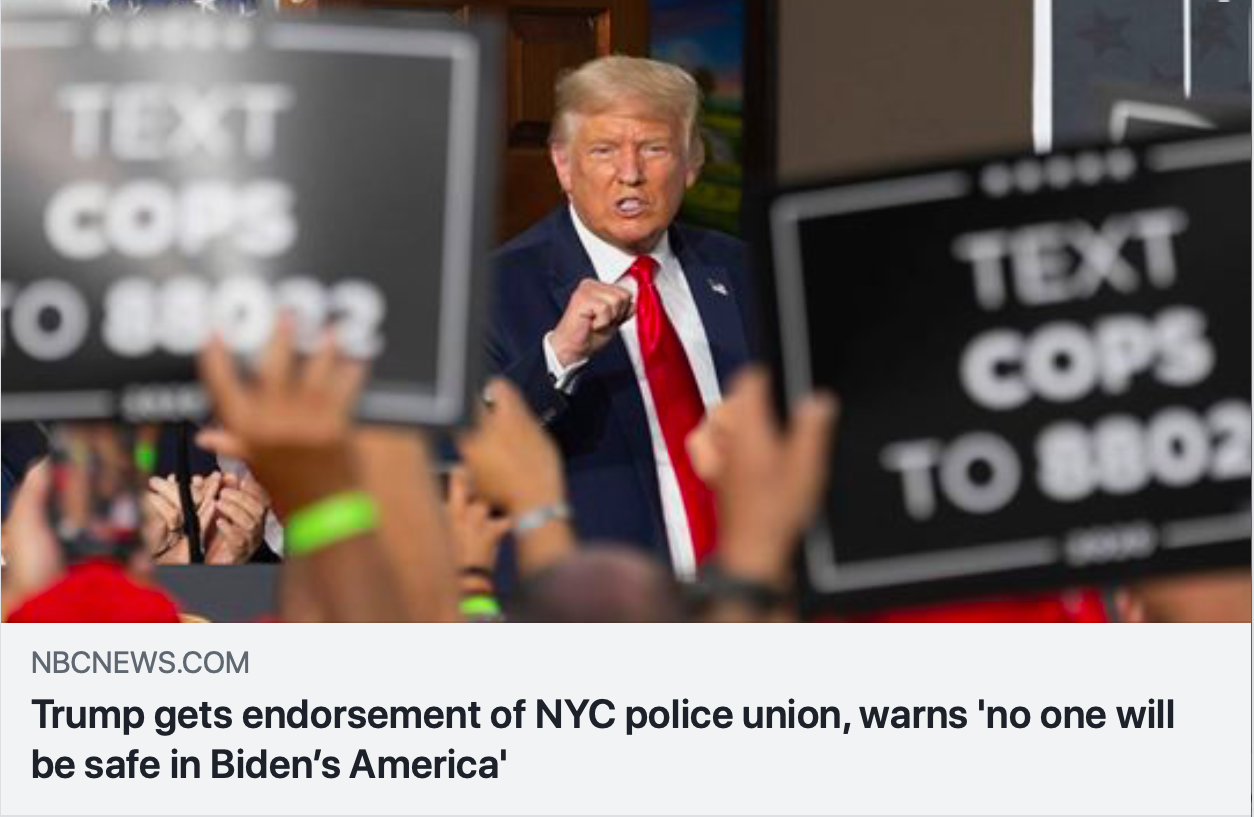 TEXT
COPS
TO 88022
TEXT
COPS
TO 8802
NBCNEWS.COM
Trump gets endorsement of NYC police union, warns 'no one will
be safe in Biden’s America'